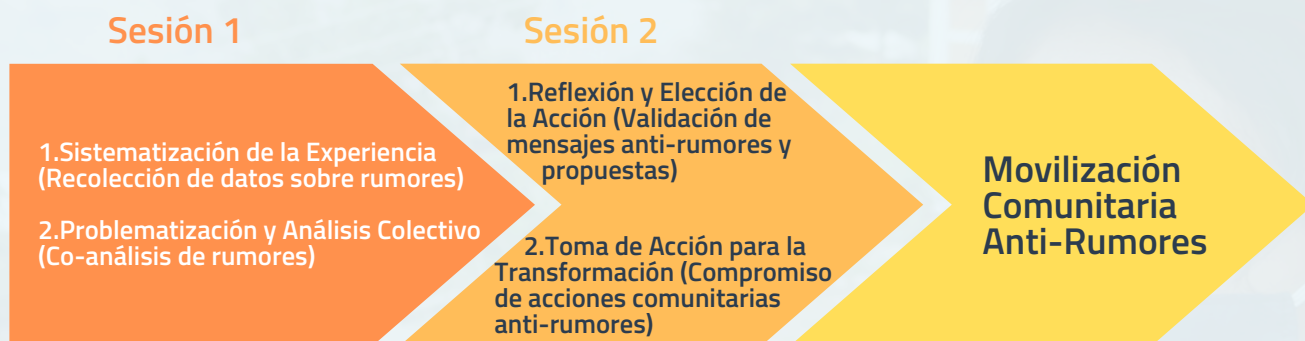 Sesión 1
1.Sistematización de la Experiencia
(Recolección de datos sobre rumores)
2.Problematización y Análisis Colectivo
(Co-análisis de rumores)
Sesión 2
1.Reflexión y Elección de
la Acción (Validación de
mensajes anti-rumores y
propuestas)
2.Toma de Acción para la
Transformación (Compromiso
de acciones comunitarias
anti-rumores)
Movilización
Comunitaria
Anti-Rumores